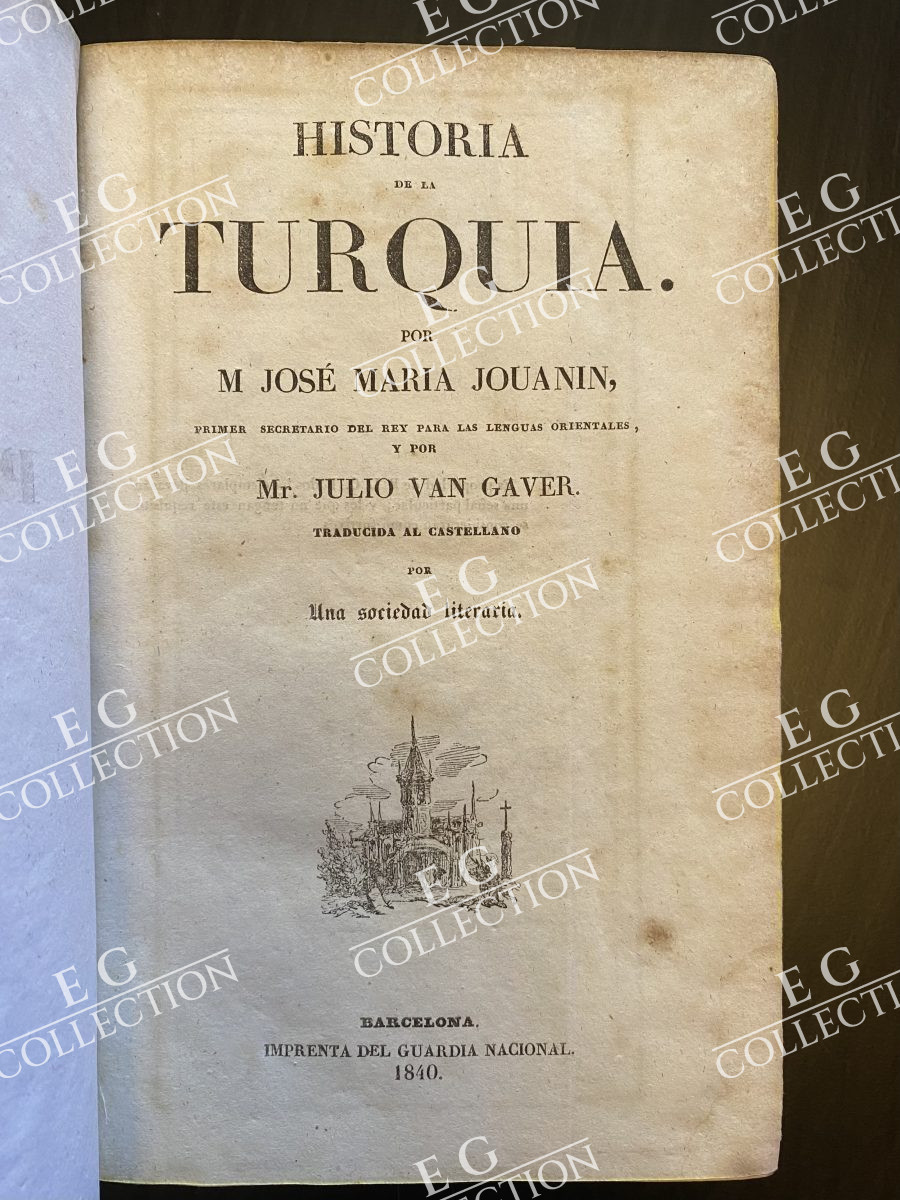 HISTORIA
DE LA
TURQUIA.
POR
M JOSÉ MARIA JOUANIN,
PRIMER SECRETARIO DEL REY PARA LAS LENGUAS ORIENTALES,
Y POR
Mr. JULIO VAN GAVER.
TRADUCIDA AL CASTELLANO
POR
Una sociedad literaria.
BARCELONA.
IMPRENTA DEL GUARDIA NACIONAL.
1840.
E G
COLLECTION